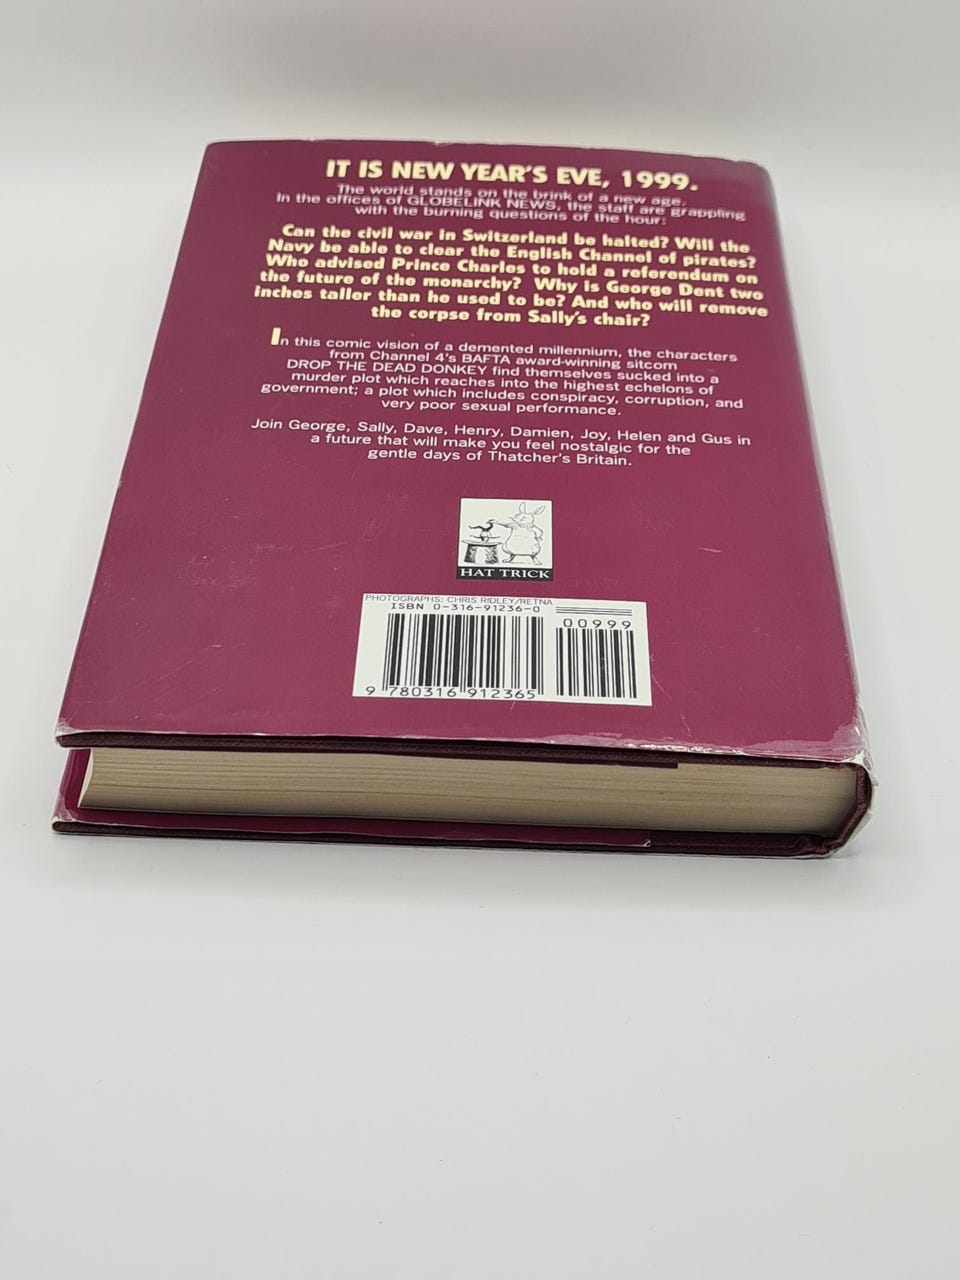 IT IS NEW YEAR'S EVE, 1999.
The world stands on the brink of a new age.
In the offices of GLOBELINK NEWS, the staff are grappling
with the burning questions of the hour:
Can the civil war in Switzerland be halted? Will the
Navy be able to clear the English Channel of pirates?
Who advised Prince Charles to hold a referendum on
the future of the monarchy? Why is George Dent two
inches taller than he used to be? And who will remove
the corpse from Sally's chair?
In this comic vision of a demented millennium, the characters
from Channel 4's BAFTA award-winning sitcom
DROP THE DEAD DONKEY find themselves sucked into a
murder plot which reaches into the highest echelons of
government; a plot which includes conspiracy, corruption, and
very poor sexual performance.
Join George, Sally, Dave, Henry, Damien, Joy, Helen and Gus in
a future that will make you feel nostalgic for the
gentle days of Thatcher's Britain.
HAT TRICK
PHOTOGRAPHS: CHRIS RIDLEY/RETNA
ISBN 0-316-91236-0
00999
9 780316 912365